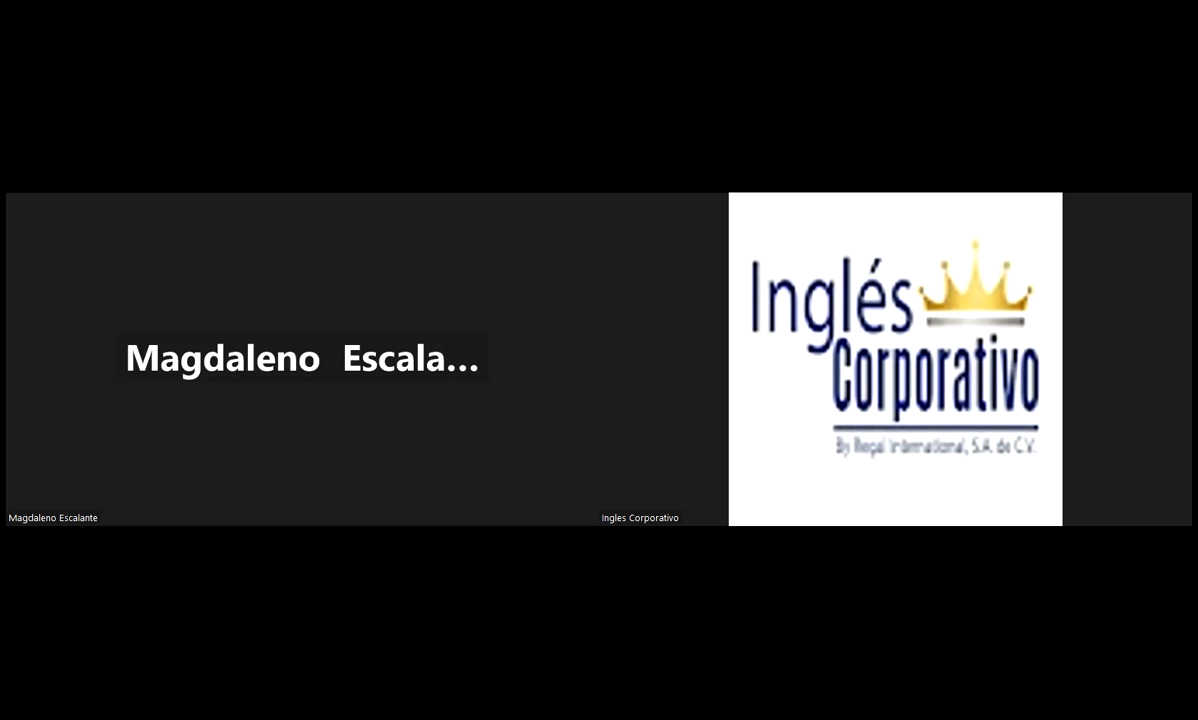 Magdaleno Escala...
Magdaleno Escalante
Inglés
Corporativo
By Regal International, S.A. de C.V.
Ingles Corporativo